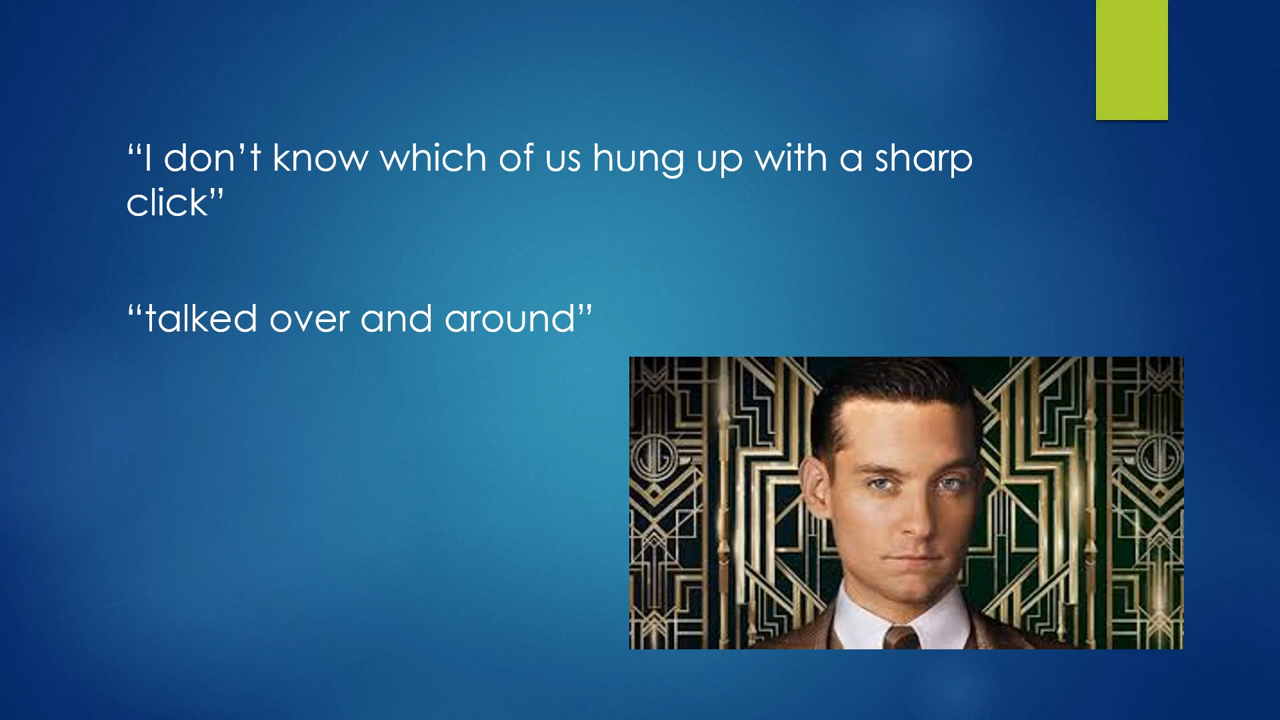 “I don’t know which of us hung up with a sharp
click”
“talked over and around”